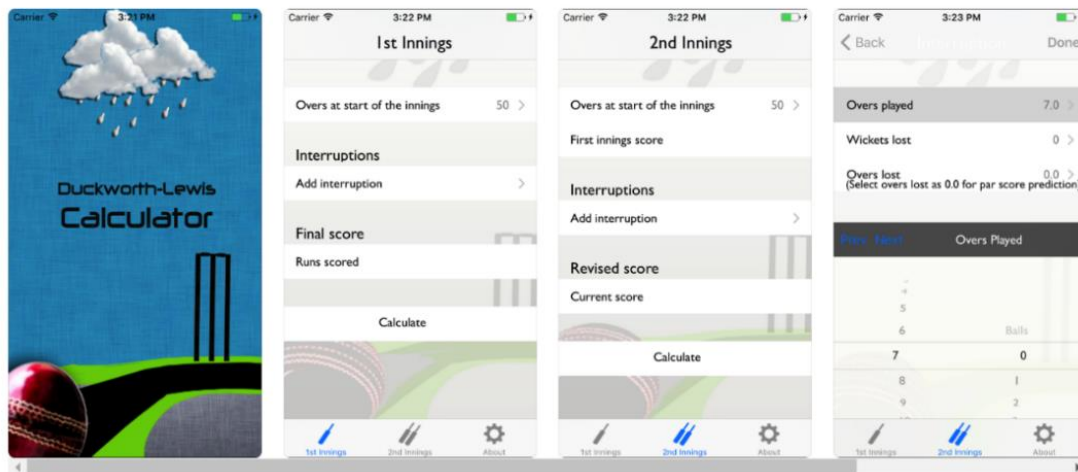 Carrier 3:21 PM
Duckworth-Lewis
Calculator
Carrier 3:22 PM
1st Innings
Overs at start of the innings 50 >
Interruptions
Add interruption >
Final score
Runs scored
Calculate
1st Innings 2nd Innings About
Carrier 3:22 PM
2nd Innings
Overs at start of the innings 50 >
First innings score
Interruptions
Add interruption >
Revised score
Current score
Calculate
1st Innings 2nd Innings About
Carrier 3:23 PM
< Back Interruption Done
Overs played 7.0 >
Wickets lost 0 >
Overs lost 0.0 >
(Select overs lost as 0.0 for par score prediction)
Prev Next Overs Played
4
5
6 Balls
7 0
8 1
9 2
1st Innings 2nd Innings About